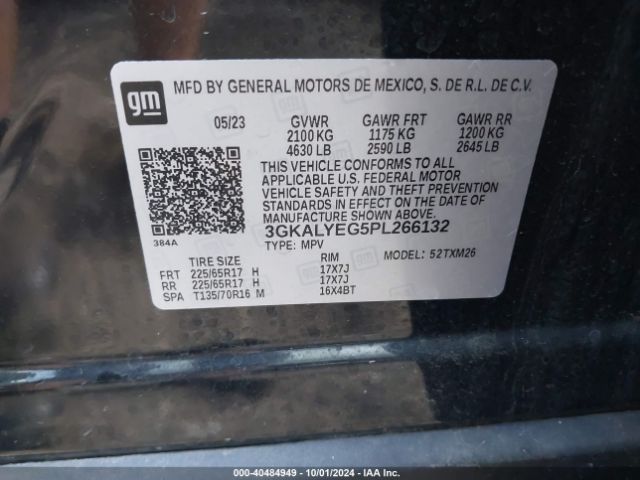 gm
MFD BY GENERAL MOTORS DE MEXICO, S. DE R.L. DE C.V.
05/23 GVWR GAWR FRT GAWR RR
2100 KG 1175 KG 1200 KG
4630 LB 2590 LB 2645 LB
THIS VEHICLE CONFORMS TO ALL
APPLICABLE U.S. FEDERAL MOTOR
VEHICLE SAFETY AND THEFT PREVENTION
STANDARDS IN EFFECT ON THE DATE OF
MANUFACTURE SHOWN ABOVE.
3GKALYEG5PL266132
384A
TYPE: MPV MODEL: 52TXM26
TIRE SIZE RIM
FRT 225/65R17 H 17X7J
RR 225/65R17 H 17X7J
SPA T135/70R16 M 16X4BT
000-40484949 - 10/01/2024 - IAA PL